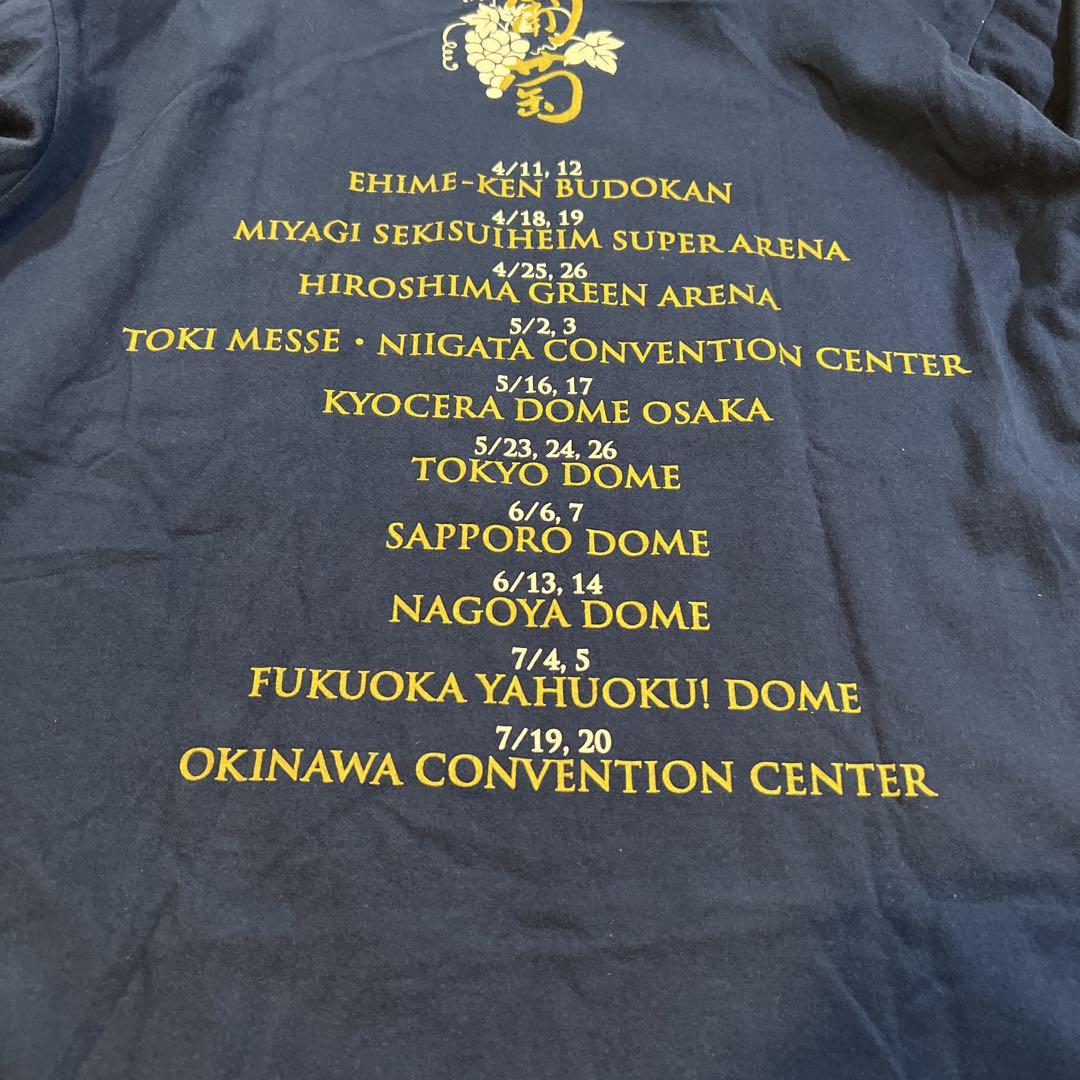 葡
萄
4/11, 12
EHIME-KEN BUDOKAN
4/18, 19
MIYAGI SEKISUIHEIM SUPER ARENA
4/25, 26
HIROSHIMA GREEN ARENA
5/2, 3
TOKI MESSE・NIIGATA CONVENTION CENTER
5/16, 17
KYOCERA DOME OSAKA
5/23, 24, 26
TOKYO DOME
6/6, 7
SAPPORO DOME
6/13, 14
NAGOYA DOME
7/4, 5
FUKUOKA YAHUOKU! DOME
7/19, 20
OKINAWA CONVENTION CENTER